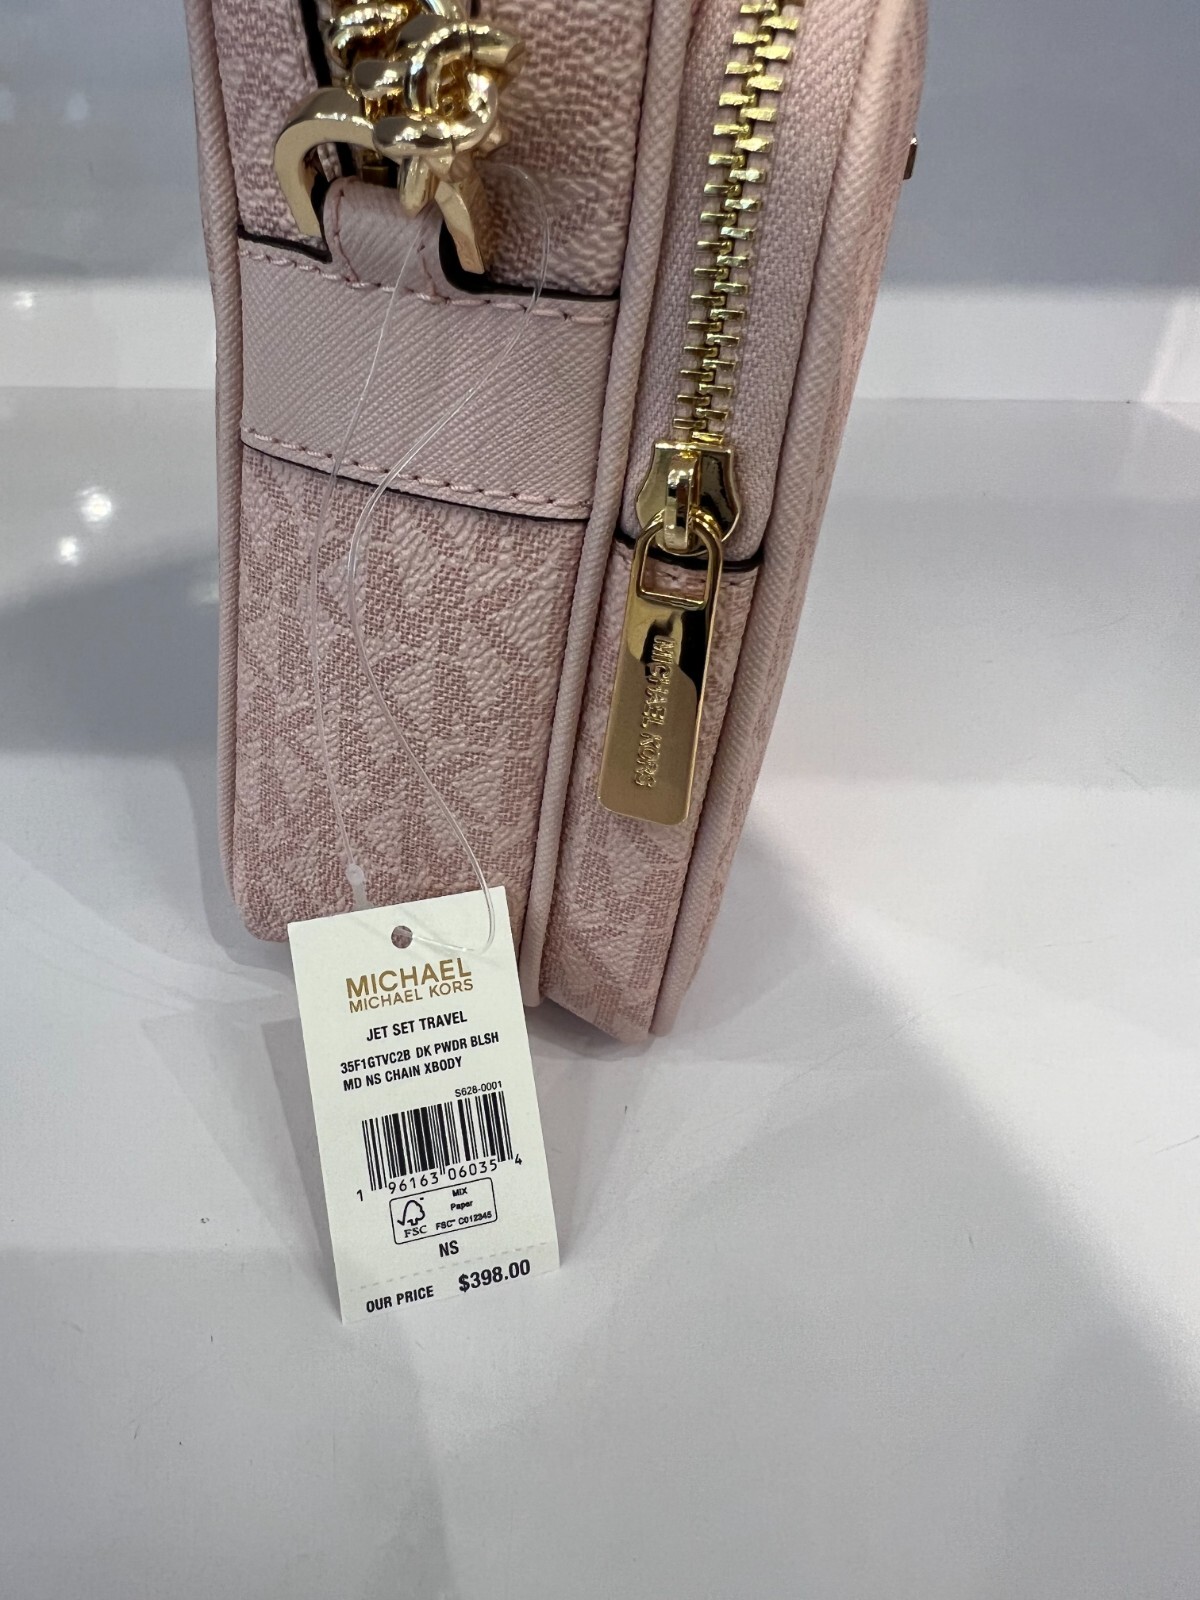 MICHAEL KORS
MICHAEL
MICHAEL KORS
JET SET TRAVEL
35F1GTVC2B DK PWDR BLSH
MD NS CHAIN XBODY
S628-0001
1 96163 06035 4
MIX
Paper
FSC FSC™ C012345
NS
OUR PRICE $398.00